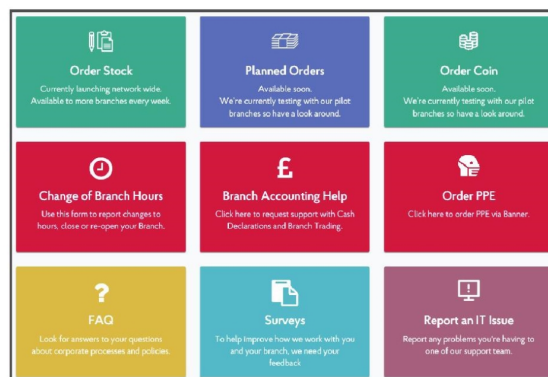 Order Stock
Currently launching network wide.
Available to more branches every week.
Planned Orders
Available soon.
We're currently testing with our pilot
branches so have a look around.
Order Coin
Available soon.
We're currently testing with our pilot
branches so have a look around.
Change of Branch Hours
Use this form to report changes to
hours, close or re-open your Branch.
£
Branch Accounting Help
Click here to request support with Cash
Declarations and Branch Trading.
Order PPE
Click here to order PPE via Banner.
?
FAQ
Look for answers to your questions
about corporate processes and policies.
Surveys
To help improve how we work with you
and your branch, we need your
feedback
!
Report an IT Issue
Report any problems you're having to
one of our support team.